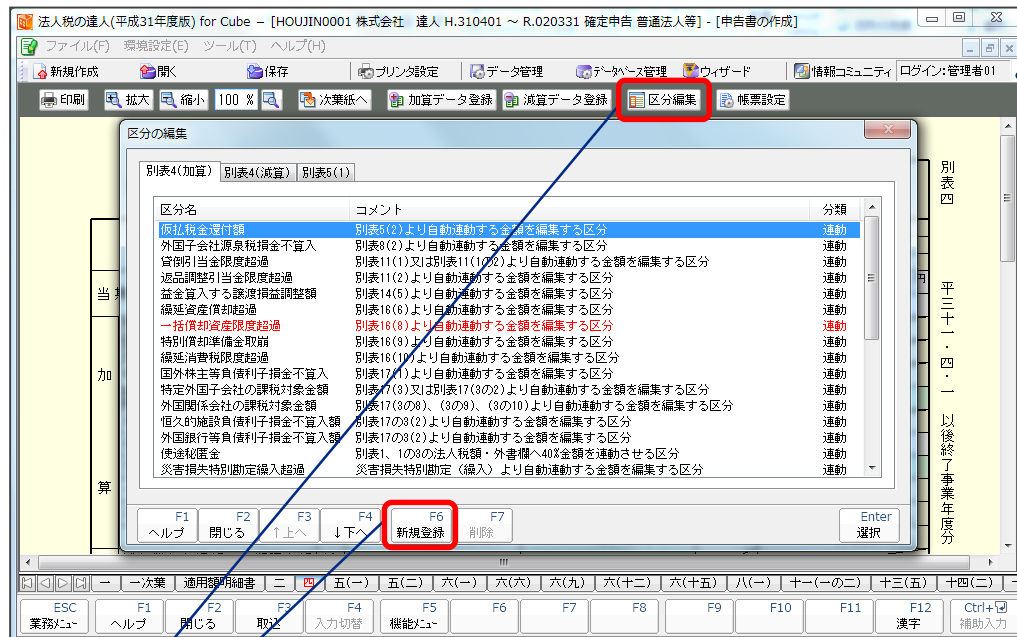 法人税の達人(平成31年度版) for Cube － [HOUJIN0001 株式会社　達人 H.310401 ～ R.020331 確定申告 普通法人等] - [申告書の作成]
ファイル(F) 環境設定(E) ツール(T) ヘルプ(H)
新規作成 開く 保存 プリンタ設定 データ管理 データベース管理 ウィザード 情報コミュニティ ログイン:管理者01
印刷 拡大 縮小 100 % 次葉紙へ 加算データ登録 減算データ登録 区分編集 帳票設定
区分の編集
別表4(加算) 別表4(減算) 別表5(1)
区分名 コメント 分類
仮払税金還付額 別表5(2)より自動連動する金額を編集する区分 連動
外国子会社源泉税損金不算入 別表8(2)より自動連動する金額を編集する区分 連動
貸倒引当金限度超過 別表11(1)又は別表11(1の2)より自動連動する金額を編集する区分 連動
返品調整引当金限度超過 別表11(2)より自動連動する金額を編集する区分 連動
益金算入する譲渡損益調整額 別表14(5)より自動連動する金額を編集する区分 連動
繰延資産償却超過 別表16(6)より自動連動する金額を編集する区分 連動
一括償却資産限度超過 別表16(8)より自動連動する金額を編集する区分 連動
特別償却準備金取崩 別表16(9)より自動連動する金額を編集する区分 連動
繰延消費税限度超過 別表16(10)より自動連動する金額を編集する区分 連動
国外株主等負債利子損金不算入 別表17(1)より自動連動する金額を編集する区分 連動
特定外国子会社の課税対象金額 別表17(3)又は別表17(3の2)より自動連動する金額を編集する区分 連動
外国関係会社の課税対象金額 別表17(3の8)、(3の9)、(3の10)より自動連動する金額を編集する区分 連動
恒久的施設負債利子損金不算入額 別表17の3(2)より自動連動する金額を編集する区分 連動
外国銀行等負債利子損金不算入額 別表17の3(2)より自動連動する金額を編集する区分 連動
使途秘匿金 別表1、1の3の法人税額・外書欄へ40%金額を連動させる区分 連動
災害損失特別勘定繰入超過 災害損失特別勘定（繰入）より自動連動する金額を編集する区分 連動
F1 ヘルプ
F2 閉じる
F3 ↑上へ
F4 ↓下へ
F6 新規登録
F7 削除
Enter 選択
当
加
算
別表四
平三十一・四・一　以後終了事業年度分
一 一次葉 適用額明細書 二 四 五(一) 五(二) 六(一) 六(六) 六(九) 六(十二) 六(十五) 八(一) 十一(一の二) 十三(五) 十四(二)
ESC 業務ﾒﾆｭｰ
F1 ヘルプ
F2 閉じる
F3 取込
F4 入力切替
F5 機能ﾒﾆｭｰ
F6
F7
F8
F9
F10
F11
F12 漢字
Ctrl+ 補助入力